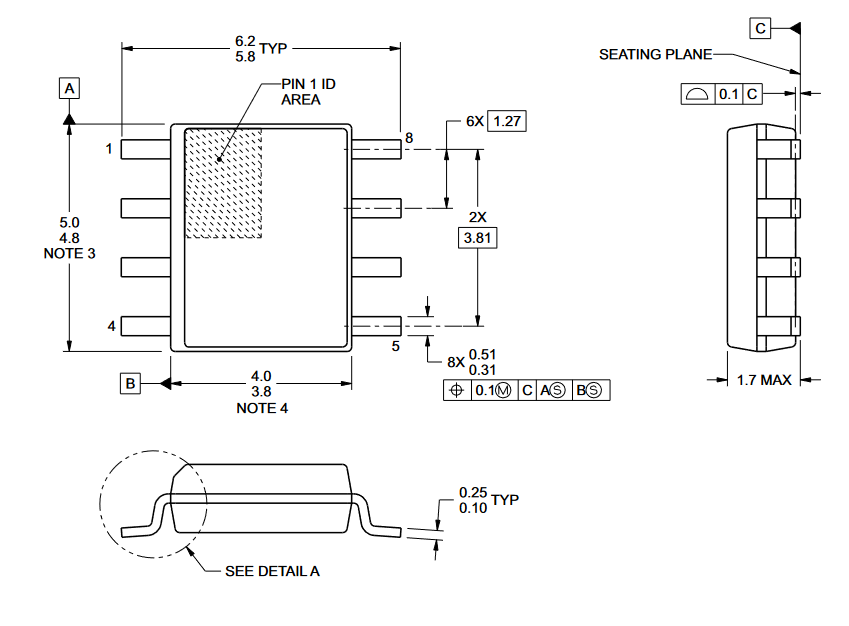 6.2
5.8 TYP
C
SEATING PLANE
A
PIN 1 ID
AREA
0.1 C
6X 1.27
1
8
5.0
4.8
NOTE 3
2X
3.81
4
5
8X 0.51
0.31
B
4.0
3.8
NOTE 4
0.1Ⓜ C AⓈ BⓈ
1.7 MAX
0.25
0.10 TYP
SEE DETAIL A